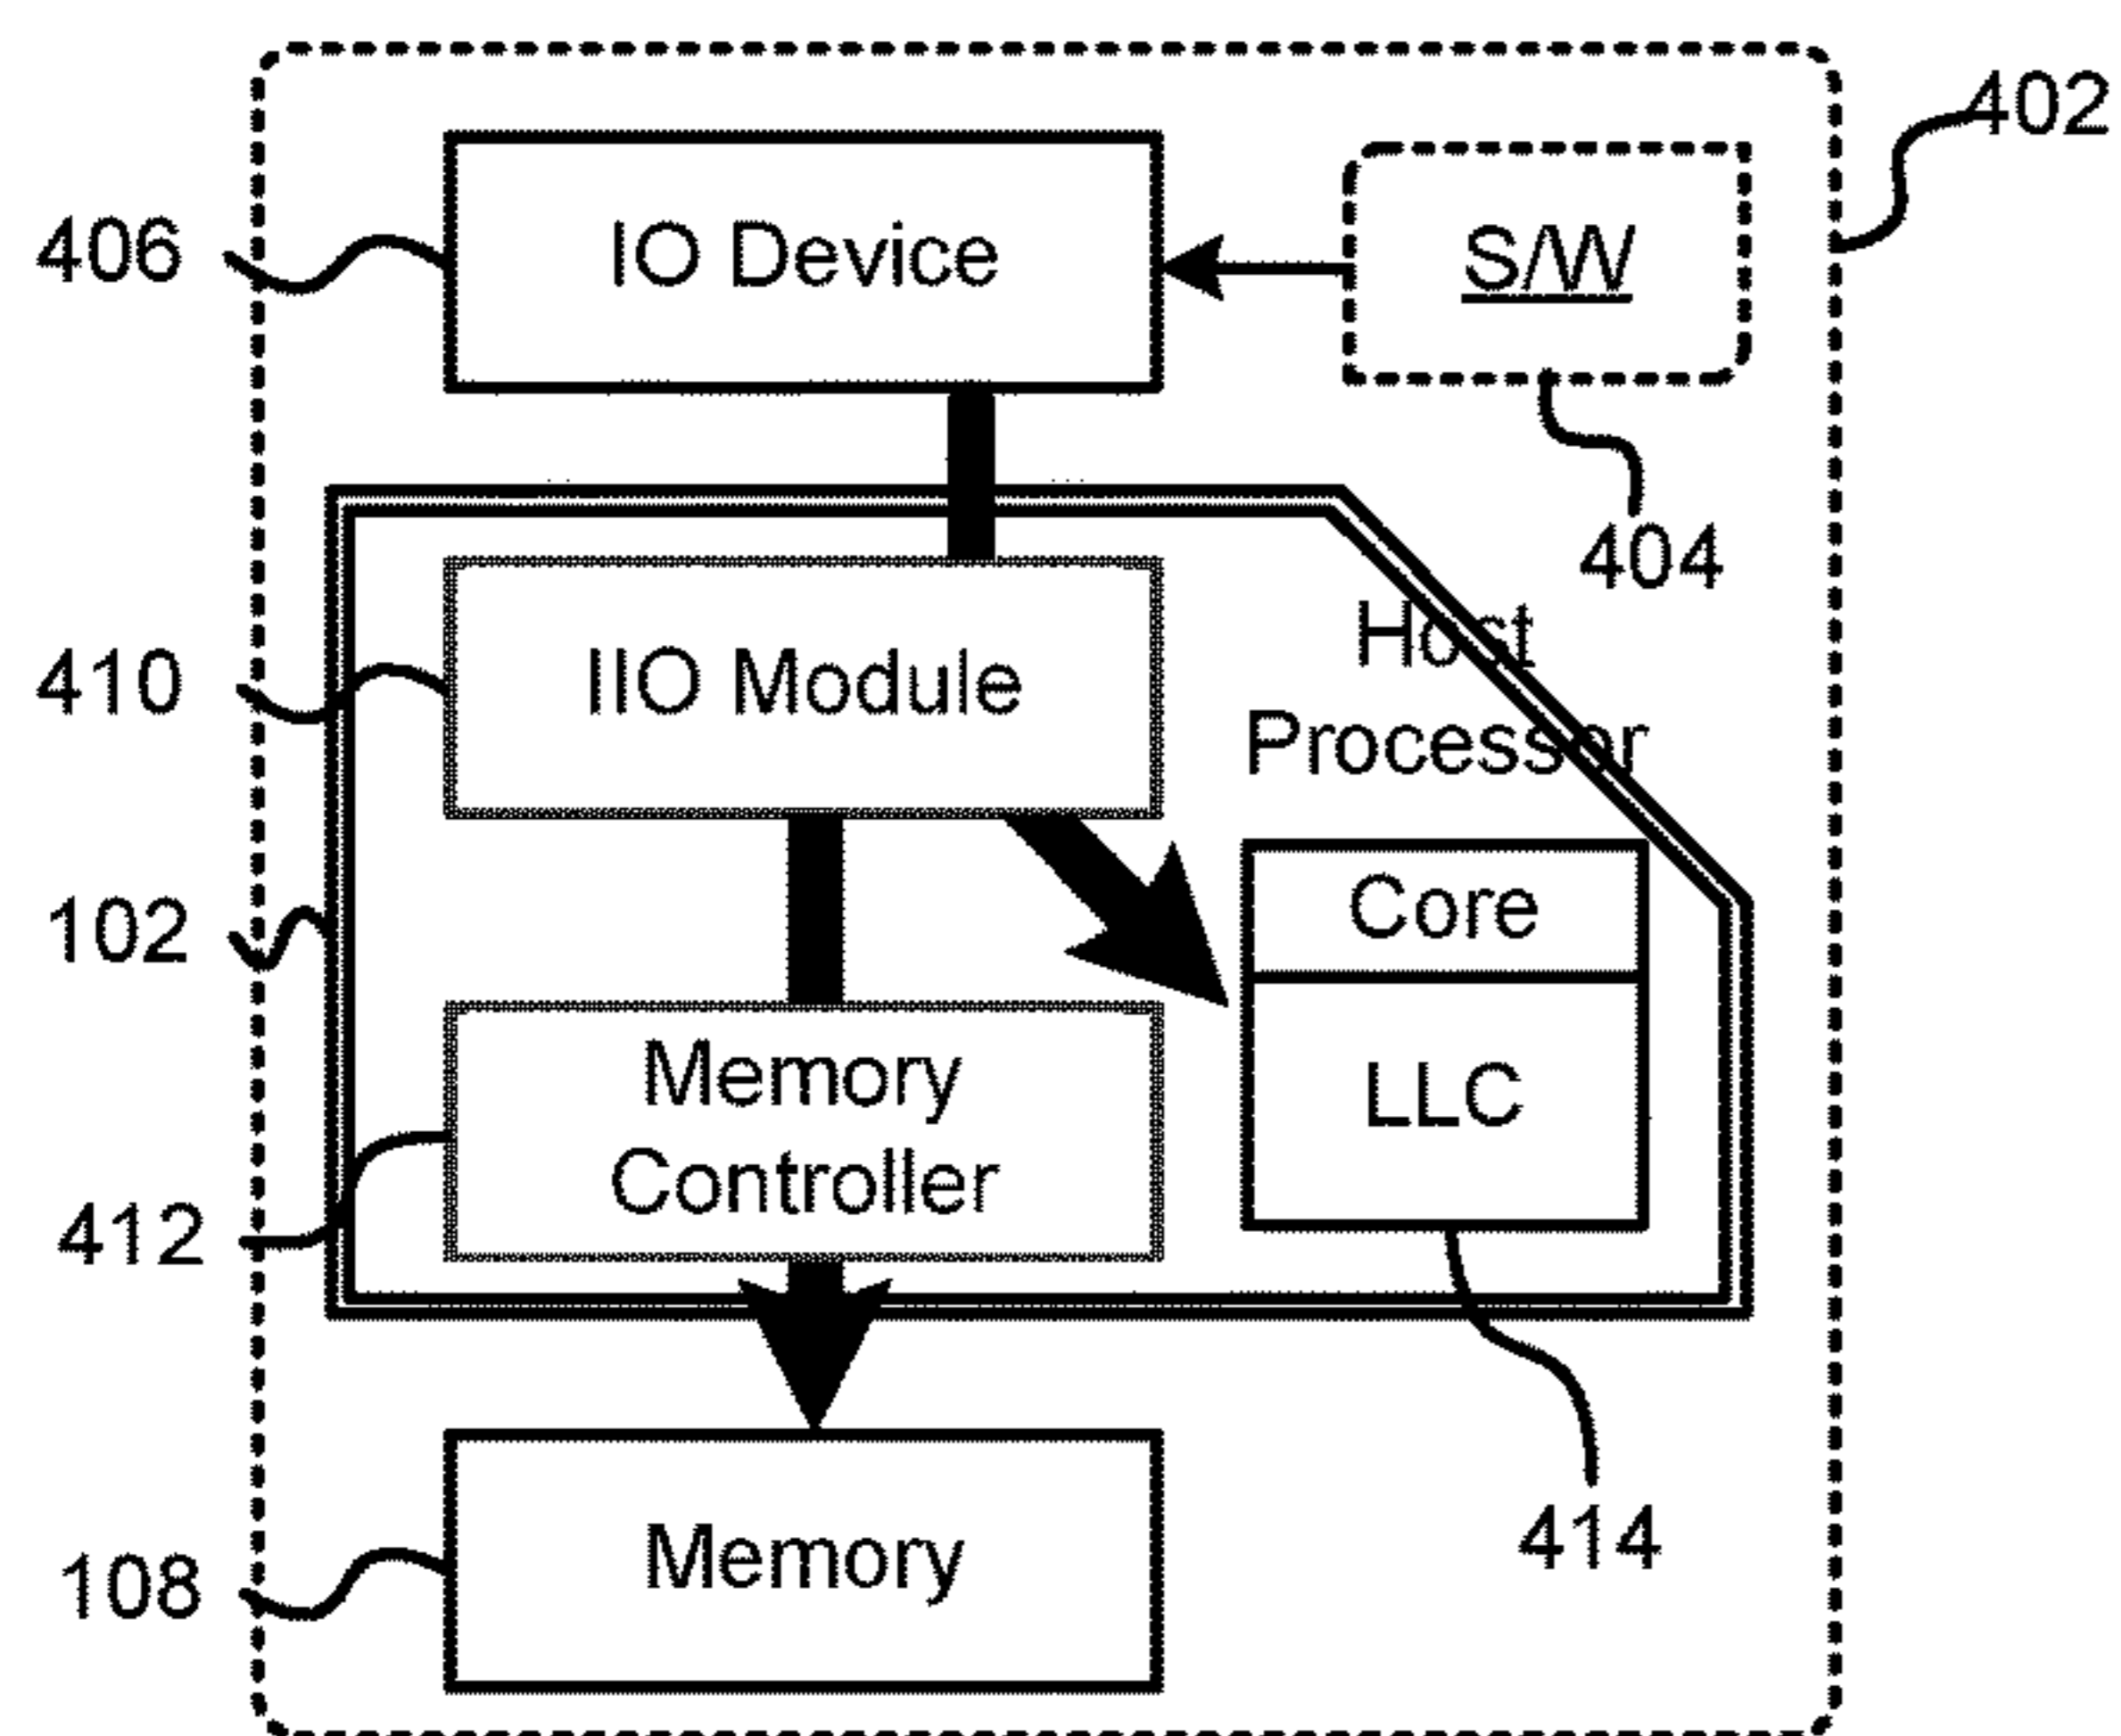 402
IO Device
S/W
406
404
Host
Processor
IIO Module
410
Core
102
LLC
Memory
Controller
412
414
Memory
108